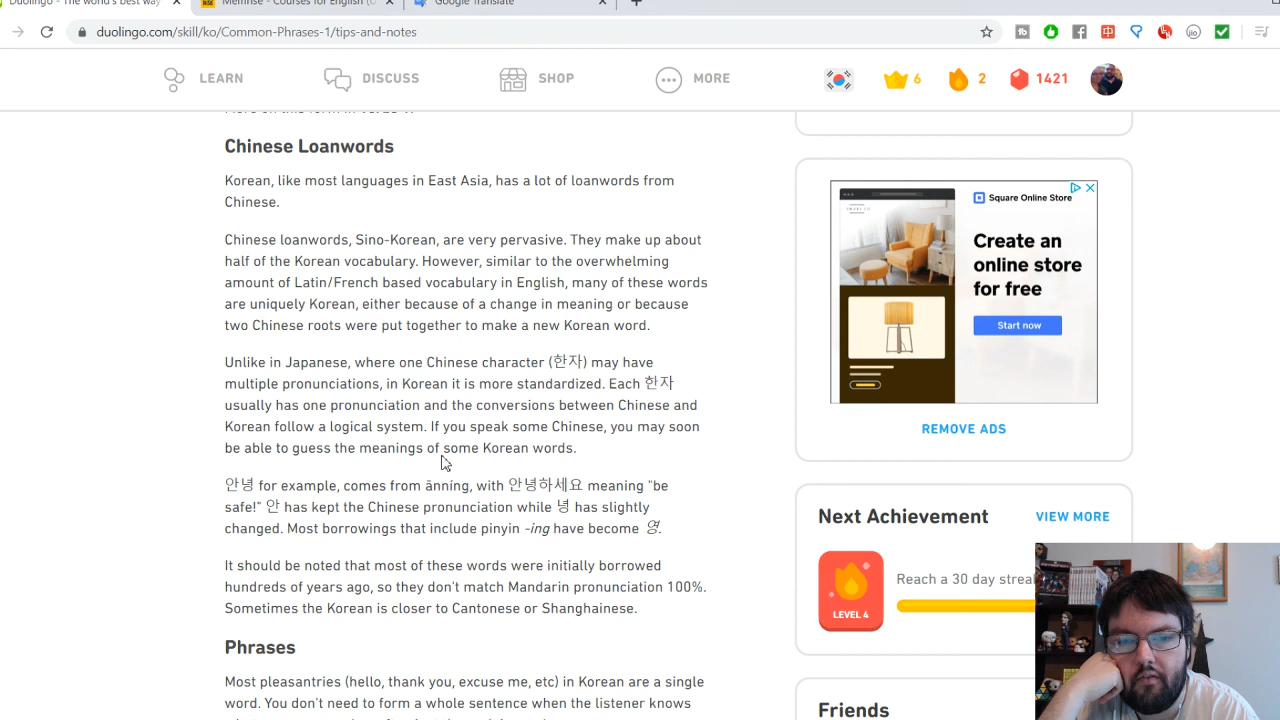 Duolingo - The world's best way
Memrise - Courses for English (
Google Translate
duolingo.com/skill/ko/Common-Phrases-1/tips-and-notes
LEARN
DISCUSS
SHOP
MORE
6
2
1421
Chinese Loanwords
Korean, like most languages in East Asia, has a lot of loanwords from
Chinese.
Chinese loanwords, Sino-Korean, are very pervasive. They make up about
half of the Korean vocabulary. However, similar to the overwhelming
amount of Latin/French based vocabulary in English, many of these words
are uniquely Korean, either because of a change in meaning or because
two Chinese roots were put together to make a new Korean word.
Unlike in Japanese, where one Chinese character (한자) may have
multiple pronunciations, in Korean it is more standardized. Each 한자
usually has one pronunciation and the conversions between Chinese and
Korean follow a logical system. If you speak some Chinese, you may soon
be able to guess the meanings of some Korean words.
안녕 for example, comes from ānníng, with 안녕하세요 meaning "be
safe!" 안 has kept the Chinese pronunciation while 녕 has slightly
changed. Most borrowings that include pinyin -ing have become 영.
It should be noted that most of these words were initially borrowed
hundreds of years ago, so they don't match Mandarin pronunciation 100%.
Sometimes the Korean is closer to Cantonese or Shanghainese.
Phrases
Most pleasantries (hello, thank you, excuse me, etc) in Korean are a single
word. You don't need to form a whole sentence when the listener knows
Square Online Store
Create an
online store
for free
Start now
REMOVE ADS
Next Achievement
VIEW MORE
Reach a 30 day streak
LEVEL 4
Friends